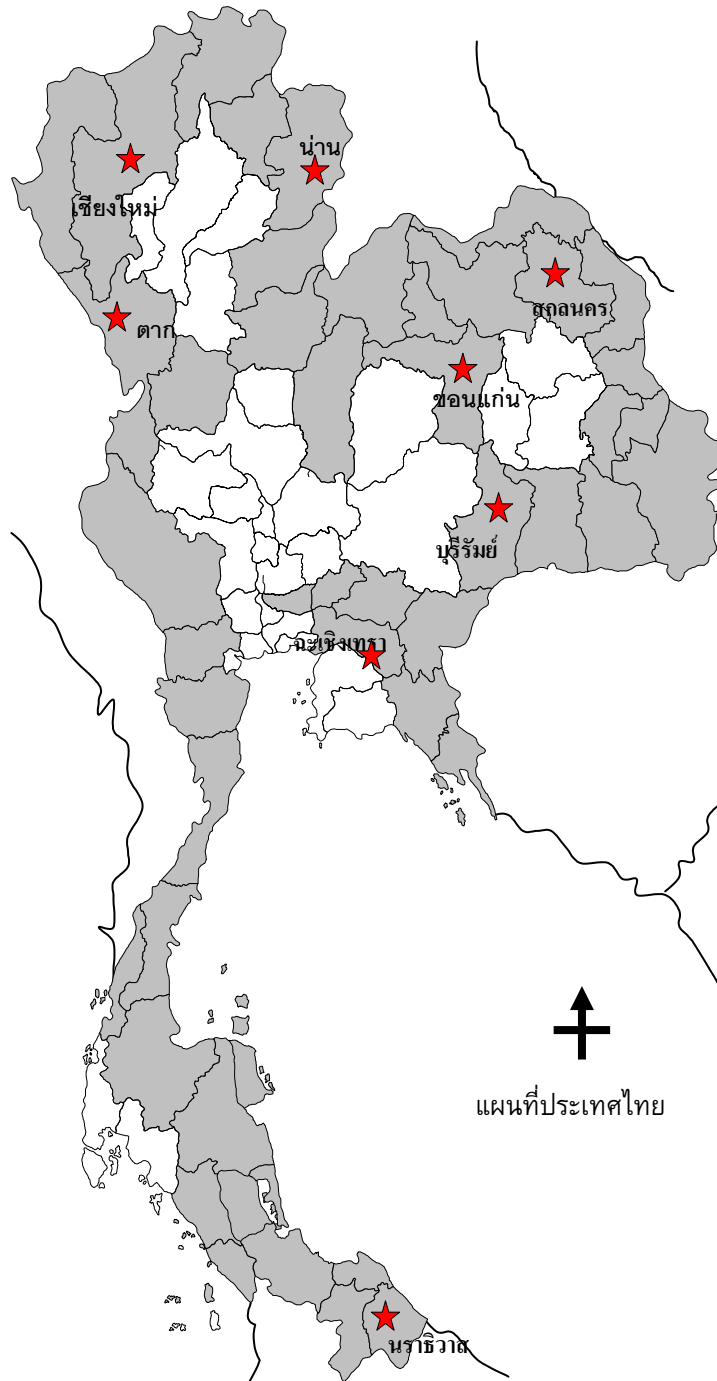 น่าน
เชียงใหม่
สกลนคร
ตาก
ขอนแก่น
บุรีรัมย์
ฉะเชิงเทรา
แผนที่ประเทศไทย
นราธิวาส